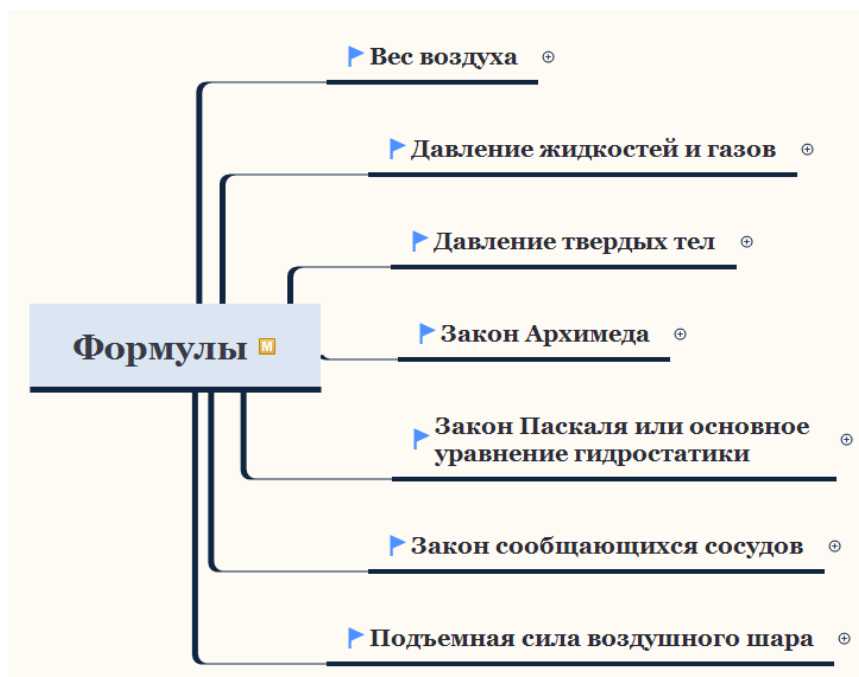 Вес воздуха
Давление жидкостей и газов
Давление твердых тел
Формулы M
Закон Архимеда
Закон Паскаля или основное
уравнение гидростатики
Закон сообщающихся сосудов
Подъемная сила воздушного шара